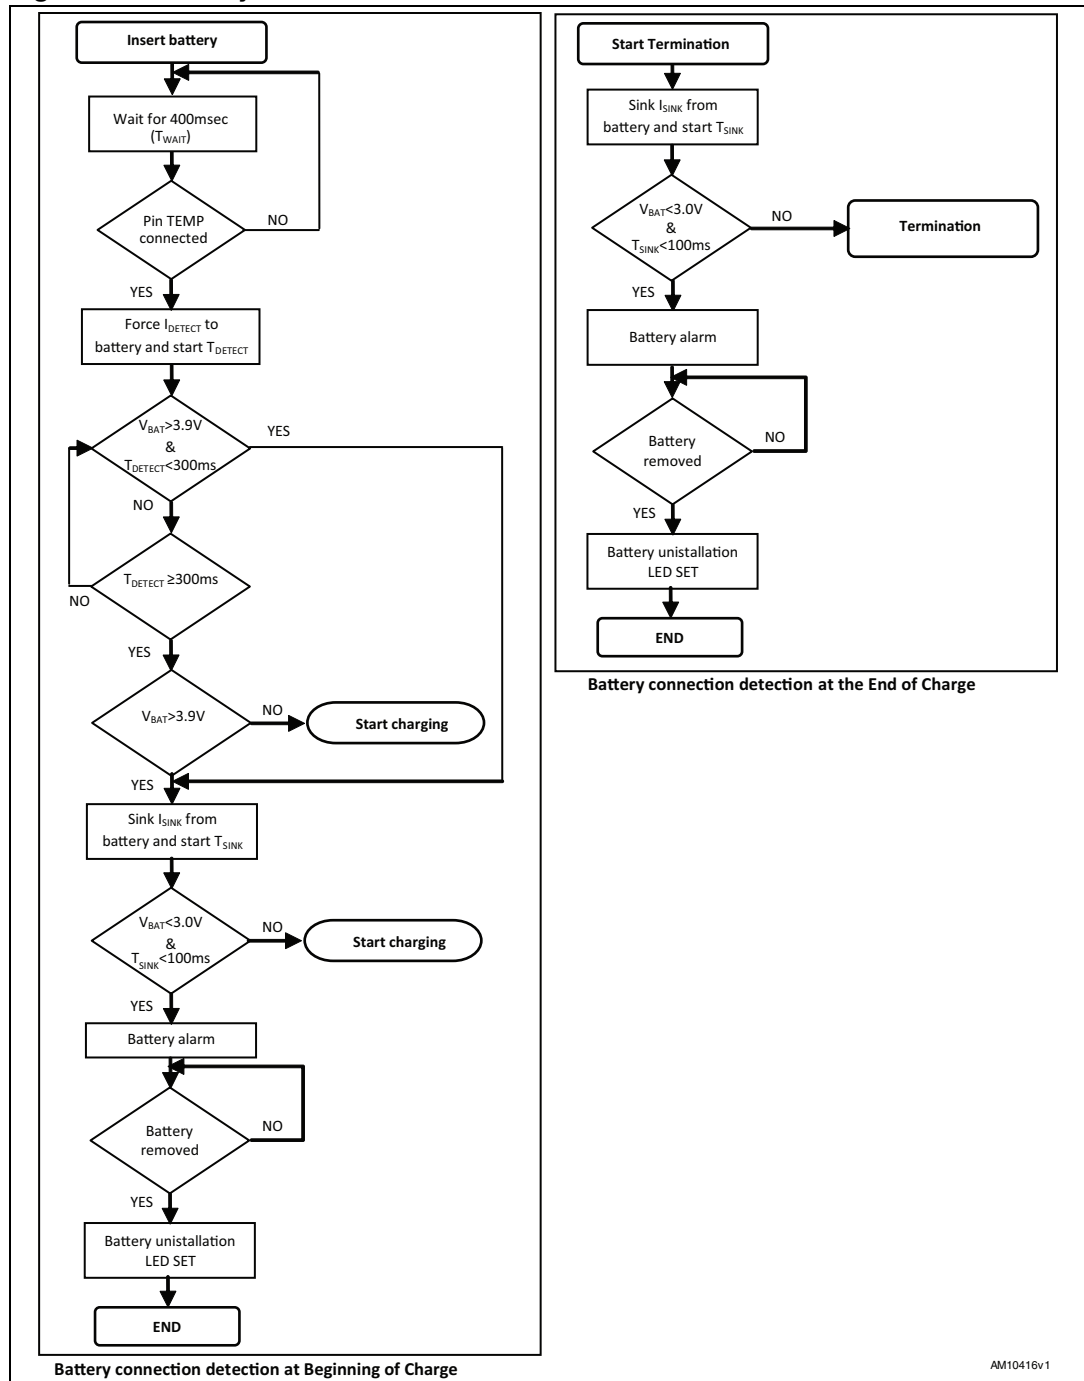 Insert battery
Wait for 400msec
(TWAIT)
Pin TEMP
connected
NO
YES
Force IDETECT to
battery and start TDETECT
VBAT>3.9V
&
TDETECT<300ms
YES
NO
TDETECT ≥300ms
NO
YES
VBAT>3.9V
NO
Start charging
YES
Sink ISINK from
battery and start TSINK
VBAT<3.0V
&
TSINK<100ms
NO
Start charging
YES
Battery alarm
Battery
removed
NO
YES
Battery unistallation
LED SET
END
Battery connection detection at Beginning of Charge
Start Termination
Sink ISINK from
battery and start TSINK
VBAT<3.0V
&
TSINK<100ms
NO
Termination
YES
Battery alarm
Battery
removed
NO
YES
Battery unistallation
LED SET
END
Battery connection detection at the End of Charge
AM10416v1